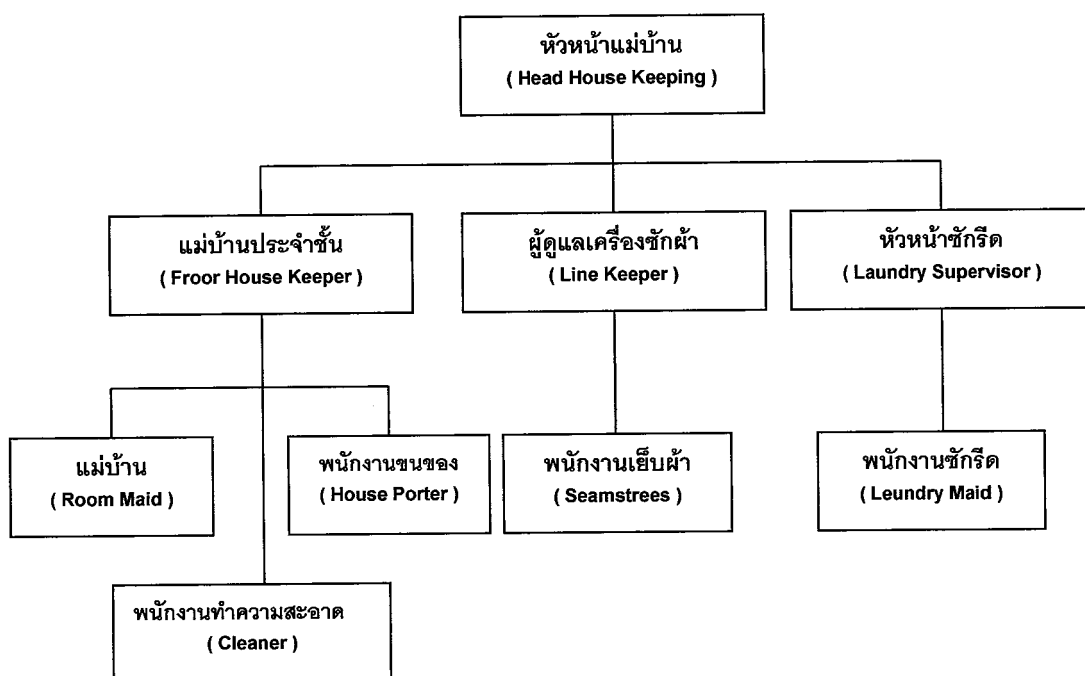 หัวหน้าแม่บ้าน
( Head House Keeping )
แม่บ้านประจำชั้น
( Froor House Keeper )
ผู้ดูแลเครื่องซักผ้า
( Line Keeper )
หัวหน้าซักรีด
( Laundry Supervisor )
แม่บ้าน
( Room Maid )
พนักงานขนของ
( House Porter )
พนักงานเย็บผ้า
( Seamstrees )
พนักงานซักรีด
( Leundry Maid )
พนักงานทำความสะอาด
( Cleaner )